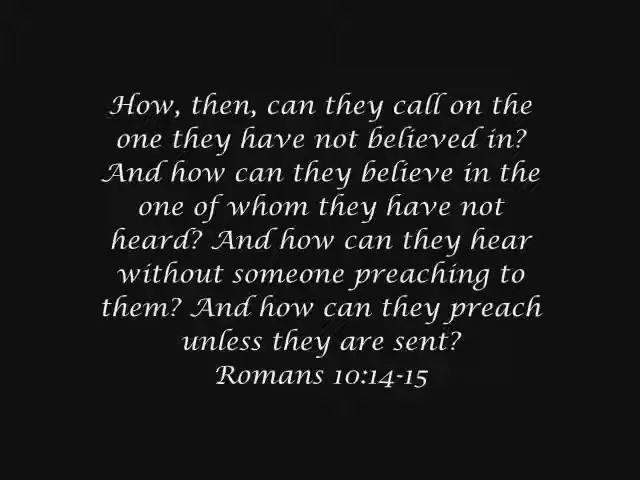 How, then, can they call on the
one they have not believed in?
And how can they believe in the
one of whom they have not
heard? And how can they hear
without someone preaching to
them? And how can they preach
unless they are sent?
Romans 10:14-15